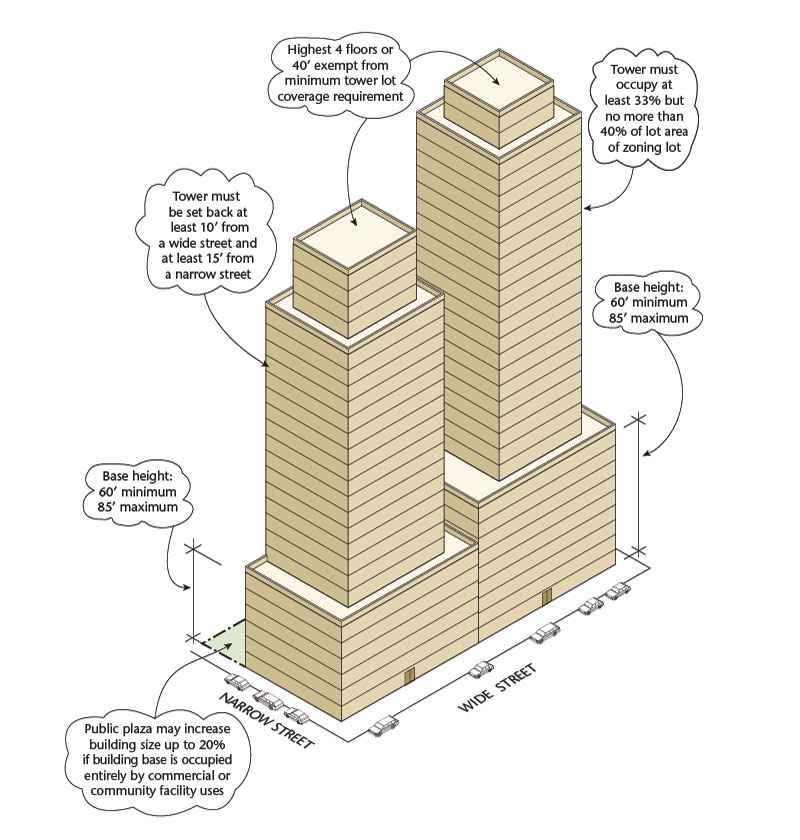 Highest 4 floors or
40′ exempt from
minimum tower lot
coverage requirement
Tower must
occupy at
least 33% but
no more than
40% of lot area
of zoning lot
Tower must
be set back at
least 10′ from
a wide street and
at least 15′ from
a narrow street
Base height:
60′ minimum
85′ maximum
Base height:
60′ minimum
85′ maximum
NARROW STREET
WIDE STREET
Public plaza may increase
building size up to 20%
if building base is occupied
entirely by commercial or
community facility uses